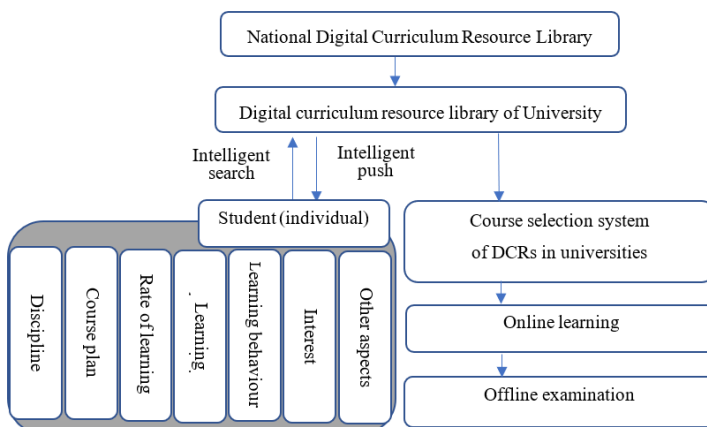 National Digital Curriculum Resource Library
Digital curriculum resource library of University
Intelligent
search
Intelligent
push
Student (individual)
Discipline
Course plan
Rate of learning
Learning
Learning behaviour
Interest
Other aspects
Course selection system
of DCRs in universities
Online learning
Offline examination